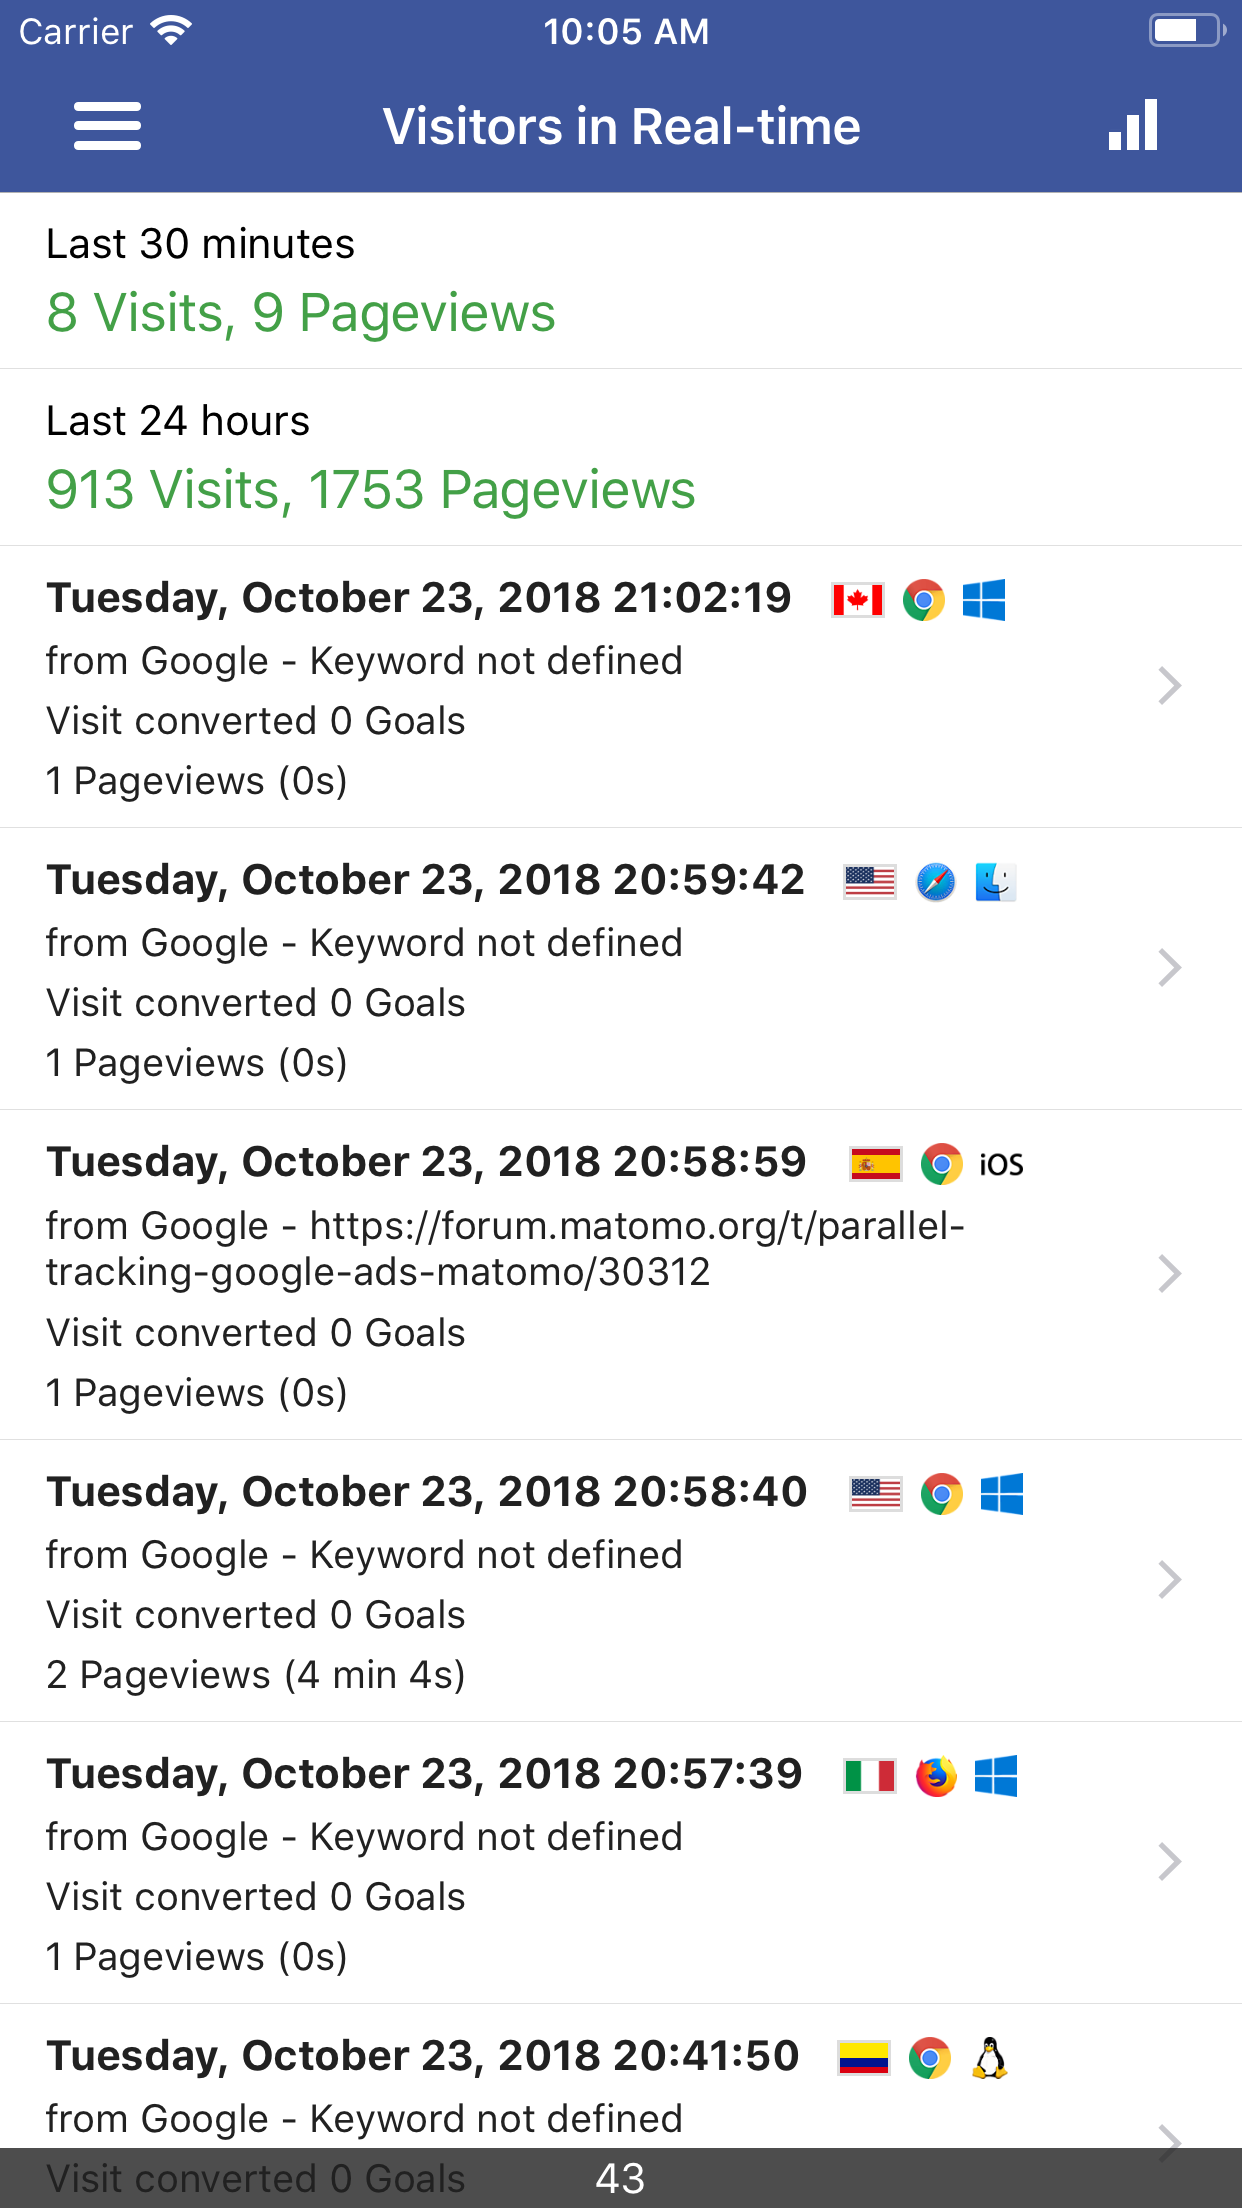 Carrier 10:05 AM
Visitors in Real-time
Last 30 minutes
8 Visits, 9 Pageviews
Last 24 hours
913 Visits, 1753 Pageviews
Tuesday, October 23, 2018 21:02:19
from Google - Keyword not defined
Visit converted 0 Goals
1 Pageviews (0s)
Tuesday, October 23, 2018 20:59:42
from Google - Keyword not defined
Visit converted 0 Goals
1 Pageviews (0s)
Tuesday, October 23, 2018 20:58:59 iOS
from Google - https://forum.matomo.org/t/parallel-
tracking-google-ads-matomo/30312
Visit converted 0 Goals
1 Pageviews (0s)
Tuesday, October 23, 2018 20:58:40
from Google - Keyword not defined
Visit converted 0 Goals
2 Pageviews (4 min 4s)
Tuesday, October 23, 2018 20:57:39
from Google - Keyword not defined
Visit converted 0 Goals
1 Pageviews (0s)
Tuesday, October 23, 2018 20:41:50
from Google - Keyword not defined
Visit converted 0 Goals
43